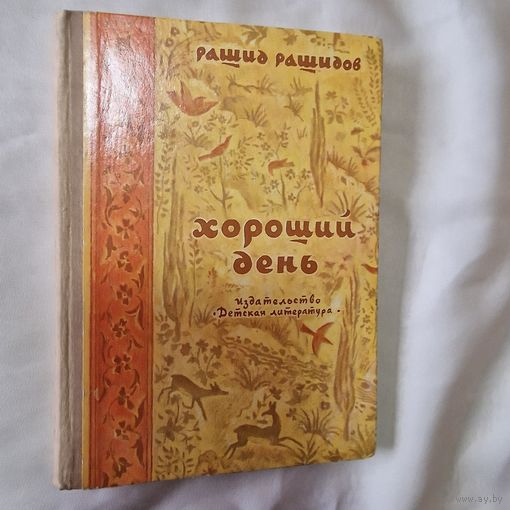 Рашид Рашидов
хороший
день
Издательство
·Детская литература·
www.ay.by